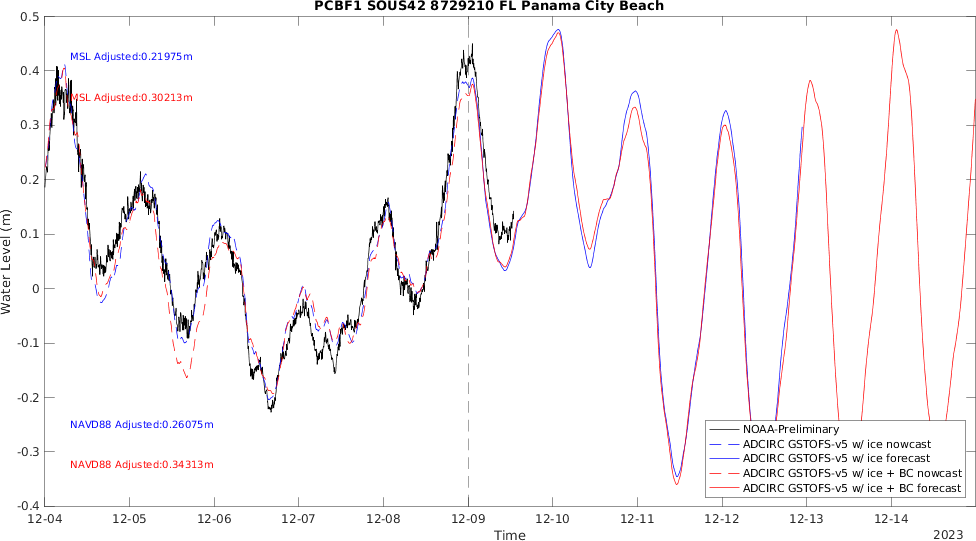 PCBF1 SOUS42 8729210 FL Panama City Beach
0.5
0.4
0.3
0.2
0.1
0
-0.1
-0.2
-0.3
-0.4
Water Level (m)
MSL Adjusted:0.21975m
MSL Adjusted:0.30213m
NAVD88 Adjusted:0.26075m
NAVD88 Adjusted:0.34313m
NOAA-Preliminary
ADCIRC GSTOFS-v5 w/ ice nowcast
ADCIRC GSTOFS-v5 w/ ice forecast
ADCIRC GSTOFS-v5 w/ ice + BC nowcast
ADCIRC GSTOFS-v5 w/ ice + BC forecast
12-04 12-05 12-06 12-07 12-08 12-09 12-10 12-11 12-12 12-13 12-14
Time
2023